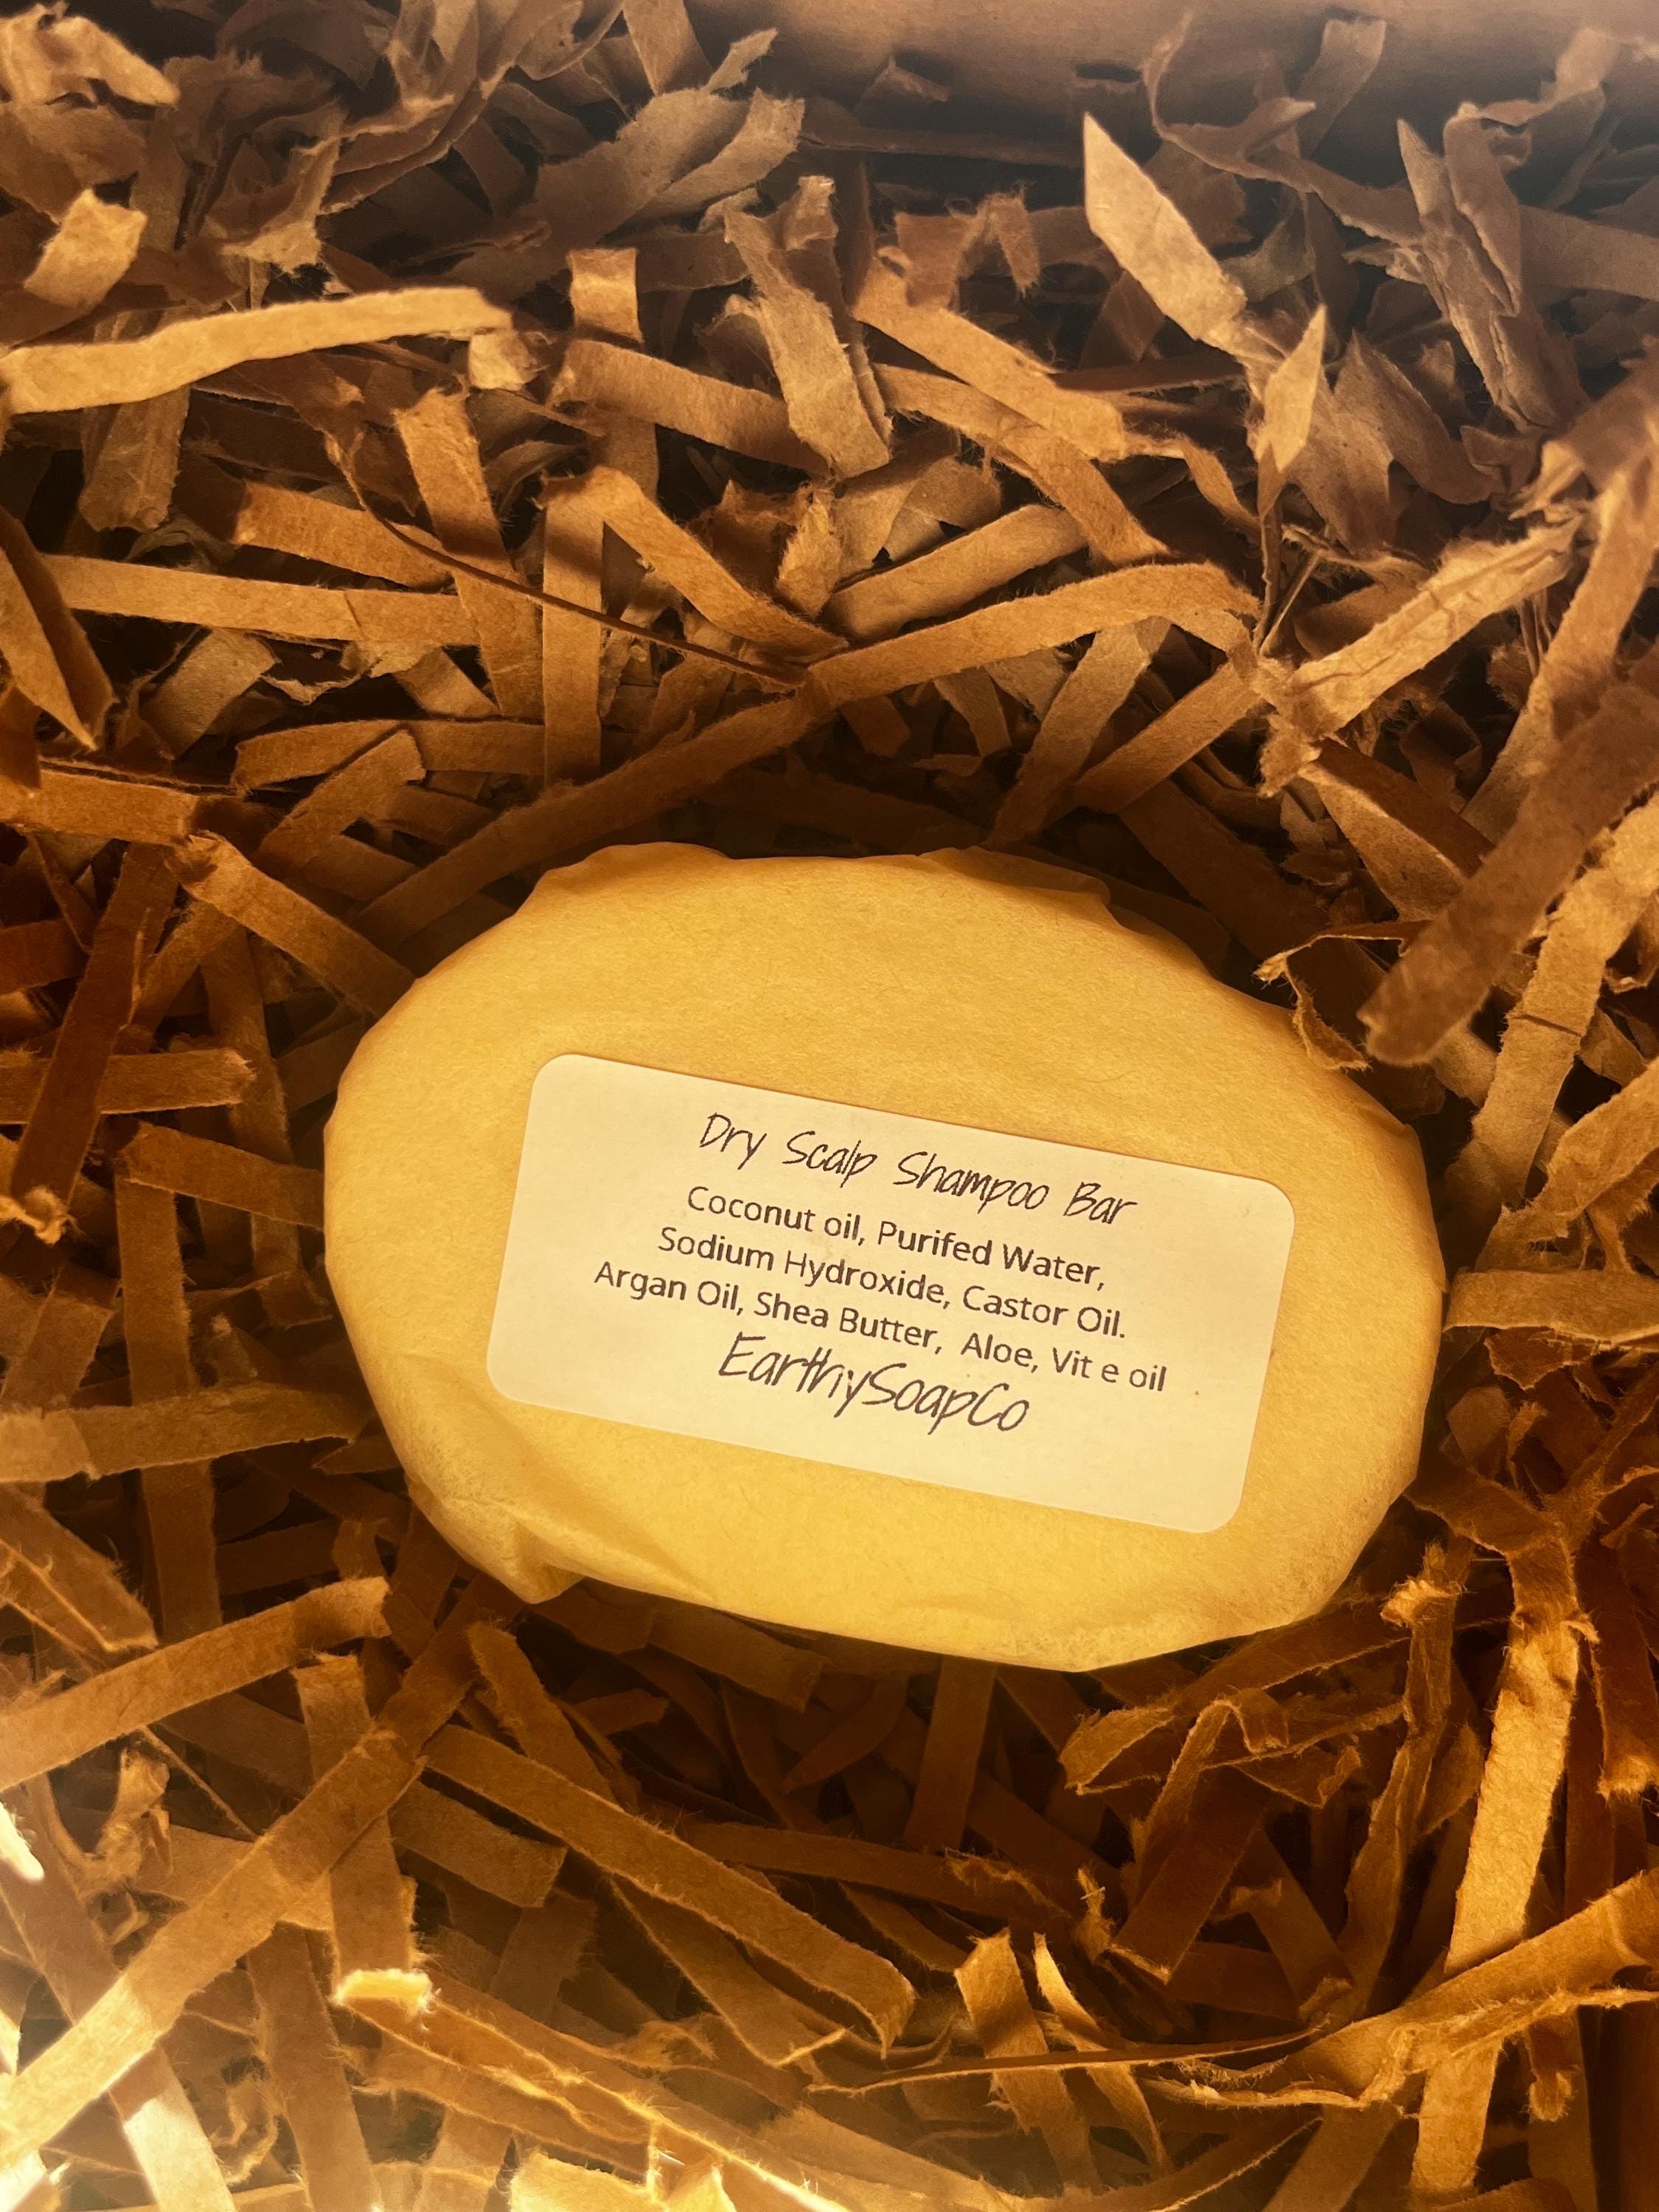 Dry Scalp Shampoo Bar
Coconut oil, Purifed Water,
Sodium Hydroxide, Castor Oil.
Argan Oil, Shea Butter, Aloe, Vit e oil
EarthySoapCo